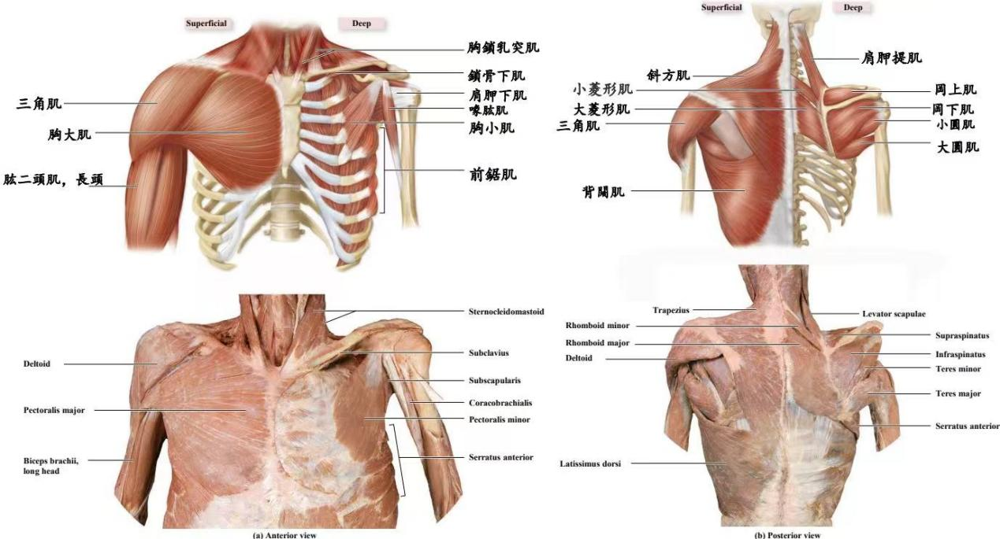 Superficial
Deep
胸鎖乳突肌
鎖骨下肌
肩胛下肌
喙肱肌
胸小肌
前鋸肌
三角肌
胸大肌
肱二頭肌，長頭
Superficial
Deep
肩胛提肌
斜方肌
小菱形肌
大菱形肌
三角肌
岡上肌
岡下肌
小圓肌
大圓肌
背闊肌
Deltoid
Pectoralis major
Biceps brachii,
long head
Sternocleidomastoid
Subclavius
Subscapularis
Coracobrachialis
Pectoralis minor
Serratus anterior
(a) Anterior view
Trapezius
Rhomboid minor
Rhomboid major
Deltoid
Latissimus dorsi
Levator scapulae
Supraspinatus
Infraspinatus
Teres minor
Teres major
Serratus anterior
(b) Posterior view